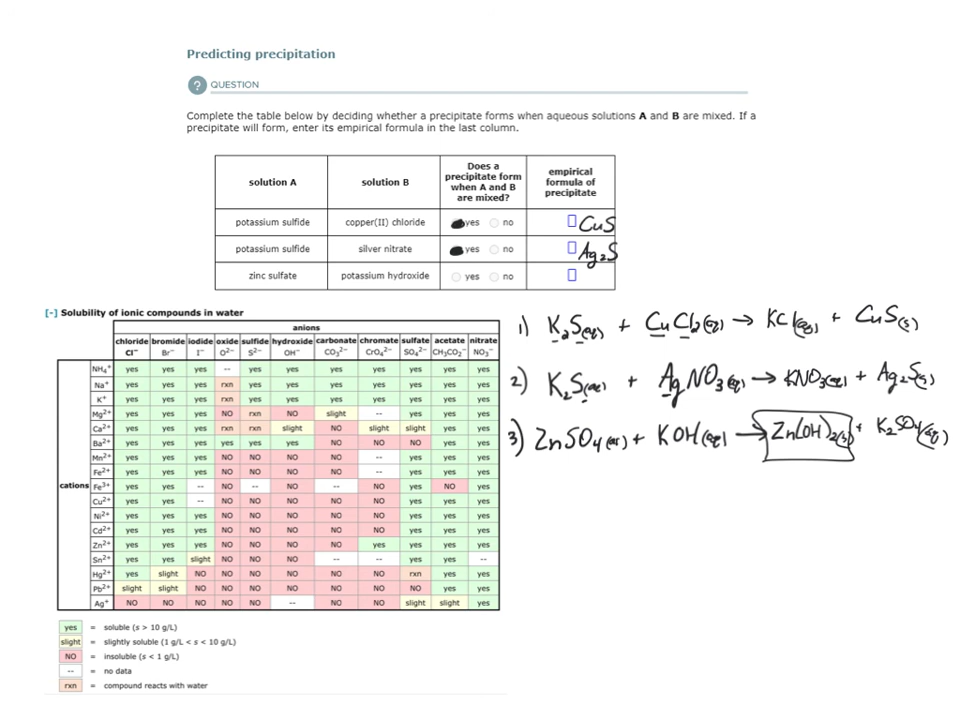 Predicting precipitation
? QUESTION
Complete the table below by deciding whether a precipitate forms when aqueous solutions A and B are mixed. If a
precipitate will form, enter its empirical formula in the last column.
solution A solution B Does a precipitate form when A and B are mixed? empirical formula of precipitate
potassium sulfide copper(II) chloride yes no CuS
potassium sulfide silver nitrate yes no Ag₂S
zinc sulfate potassium hydroxide yes no
[-] Solubility of ionic compounds in water
anions
chloride bromide iodide oxide sulfide hydroxide carbonate chromate sulfate acetate nitrate
Cl⁻ Br⁻ I⁻ O²⁻ S²⁻ OH⁻ CO₃²⁻ CrO₄²⁻ SO₄²⁻ CH₃CO₂⁻ NO₃⁻
cations
NH₄⁺ yes yes yes -- yes yes yes yes yes yes yes
Na⁺ yes yes yes rxn yes yes yes yes yes yes yes
K⁺ yes yes yes rxn yes yes yes yes yes yes yes
Mg²⁺ yes yes yes NO rxn NO slight -- yes yes yes
Ca²⁺ yes yes yes rxn rxn slight NO slight slight yes yes
Ba²⁺ yes yes yes yes yes yes NO NO NO yes yes
Mn²⁺ yes yes yes NO NO NO NO -- yes yes yes
Fe²⁺ yes yes yes NO NO NO NO -- yes yes yes
Fe³⁺ yes yes -- NO -- NO -- NO yes NO yes
Cu²⁺ yes yes -- NO NO NO NO NO yes yes yes
Ni²⁺ yes yes yes NO NO NO NO NO yes yes yes
Cd²⁺ yes yes yes NO NO NO NO NO yes yes yes
Zn²⁺ yes yes yes NO NO NO NO yes yes yes yes
Sn²⁺ yes yes slight NO NO NO -- -- yes yes --
Hg²⁺ yes slight NO NO NO NO NO NO rxn yes yes
Pb²⁺ slight slight NO NO NO NO NO NO NO yes yes
Ag⁺ NO NO NO NO NO -- NO NO slight slight yes
yes = soluble (s > 10 g/L)
slight = slightly soluble (1 g/L < s < 10 g/L)
NO = insoluble (s < 1 g/L)
-- = no data
rxn = compound reacts with water
1) K₂S(aq) + CuCl₂(aq) → KCl(aq) + CuS(s)
2) K₂S(aq) + AgNO₃(aq) → KNO₃(aq) + Ag₂S(s)
3) ZnSO₄(aq) + KOH(aq) → Zn(OH)₂(s) + K₂SO₄(aq)